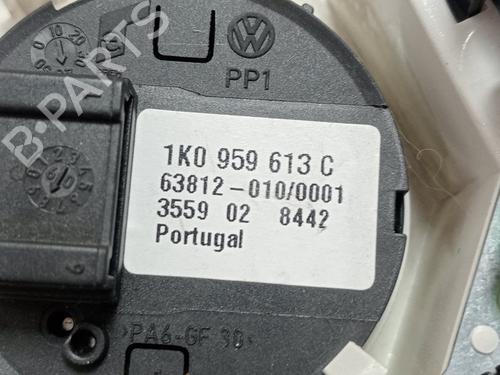 PP1
1K0 959 613 C
63812-010/0001
3559 02 8442
Portugal
>PA6-GF 30<
B-PARTS